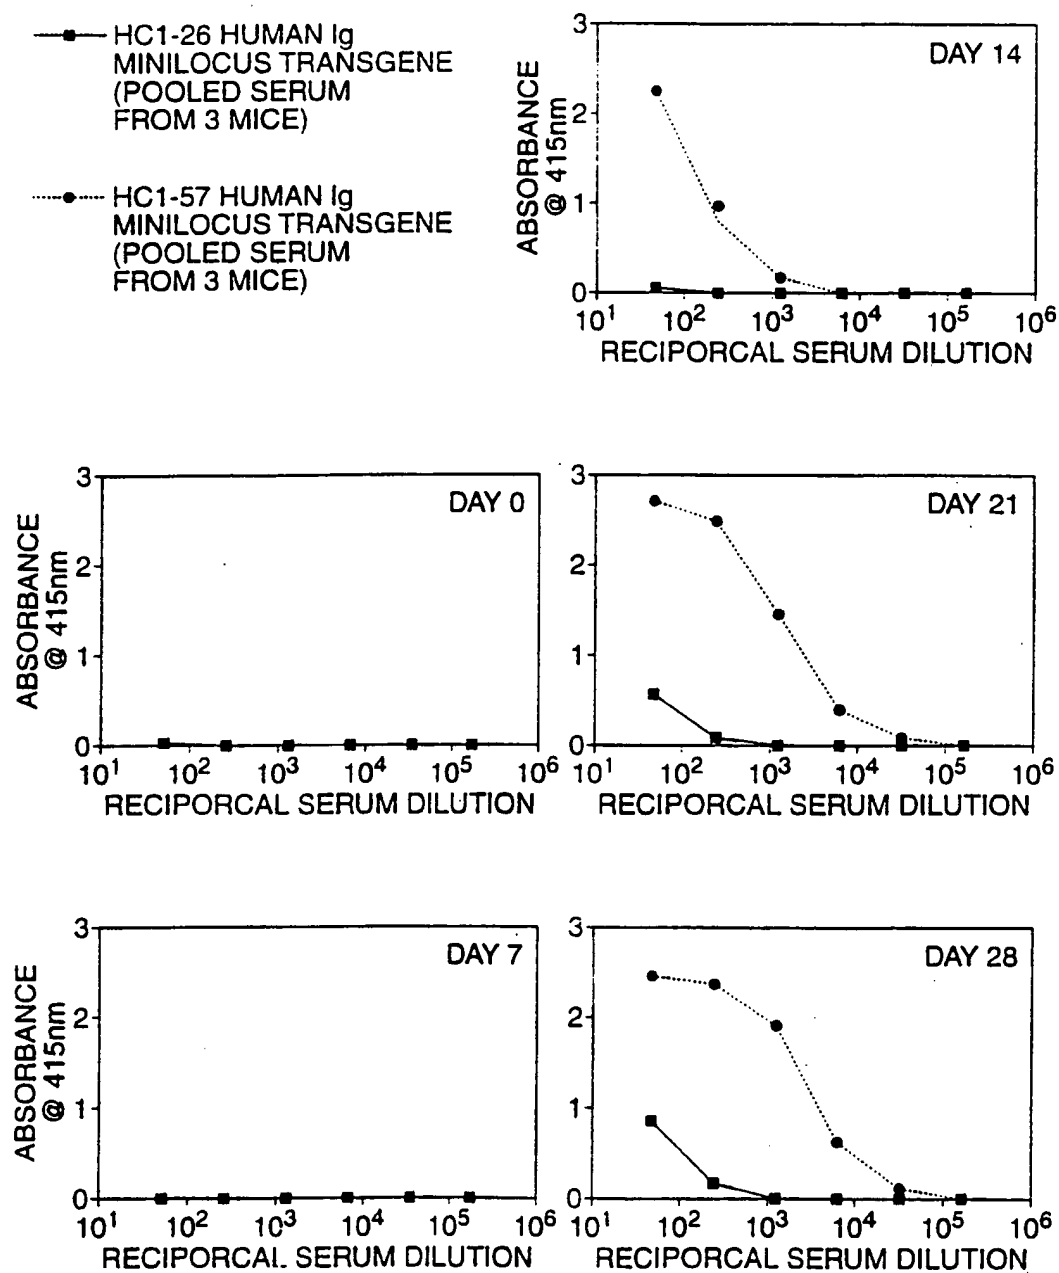 HC1-26 HUMAN Ig
MINILOCUS TRANSGENE
(POOLED SERUM
FROM 3 MICE)
HC1-57 HUMAN Ig
MINILOCUS TRANSGENE
(POOLED SERUM
FROM 3 MICE)
DAY 14
ABSORBANCE
@ 415nm
3
2
1
0
10¹ 10² 10³ 10⁴ 10⁵ 10⁶
RECIPORCAL SERUM DILUTION
DAY 0
ABSORBANCE
@ 415nm
3
2
1
0
10¹ 10² 10³ 10⁴ 10⁵ 10⁶
RECIPORCAL SERUM DILUTION
DAY 21
3
2
1
0
10¹ 10² 10³ 10⁴ 10⁵ 10⁶
RECIPORCAL SERUM DILUTION
DAY 7
ABSORBANCE
@ 415nm
3
2
1
0
10¹ 10² 10³ 10⁴ 10⁵ 10⁶
RECIPORCAL SERUM DILUTION
DAY 28
3
2
1
0
10¹ 10² 10³ 10⁴ 10⁵ 10⁶
RECIPORCAL SERUM DILUTION